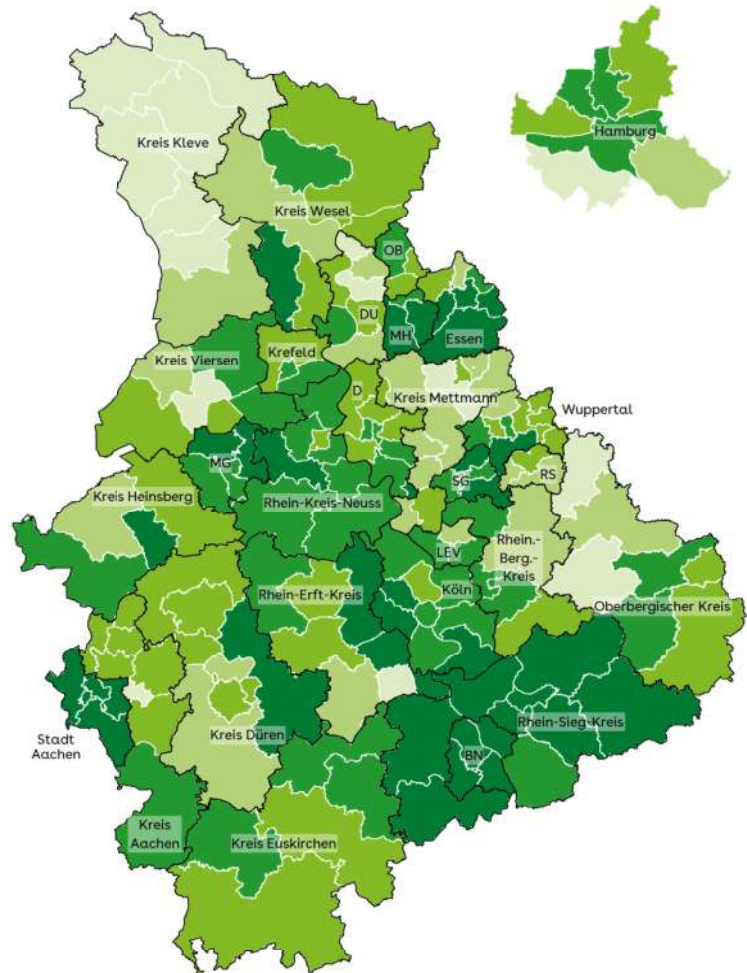 Hamburg
Kreis Kleve
Kreis Wesel
OB
DU
MH
Essen
Kreis Viersen
Krefeld
D
Kreis Mettmann
Wuppertal
MG
Kreis Heinsberg
SG
RS
Rhein-Kreis-Neuss
LEV
Rhein.-
Berg.-
Kreis
Rhein-Erft-Kreis
Köln
Oberbergischer Kreis
Stadt
Aachen
Kreis Düren
Rhein-Sieg-Kreis
BN
Kreis
Aachen
Kreis Euskirchen